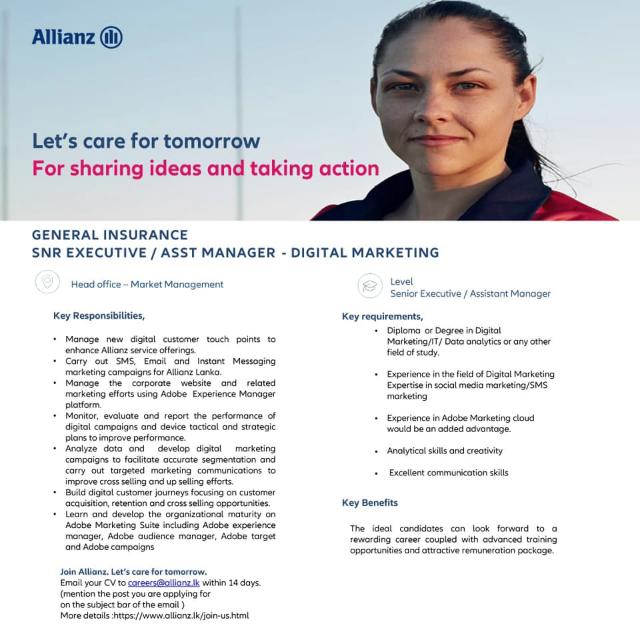 Allianz
Let's care for tomorrow
For sharing ideas and taking action
GENERAL INSURANCE
SNR EXECUTIVE / ASST MANAGER - DIGITAL MARKETING
Head office – Market Management
Key Responsibilities,
• Manage new digital customer touch points to
enhance Allianz service offerings.
• Carry out SMS, Email and Instant Messaging
marketing campaigns for Allianz Lanka.
• Manage the corporate website and related
marketing efforts using Adobe Experience Manager
platform.
• Monitor, evaluate and report the performance of
digital campaigns and device tactical and strategic
plans to improve performance.
• Analyze data and develop digital marketing
campaigns to facilitate accurate segmentation and
carry out targeted marketing communications to
improve cross selling and up selling efforts.
• Build digital customer journeys focusing on customer
acquisition, retention and cross selling opportunities.
• Learn and develop the organizational maturity on
Adobe Marketing Suite including Adobe experience
manager, Adobe audience manager, Adobe target
and Adobe campaigns
Join Allianz. Let's care for tomorrow.
Email your CV to careers@allianz.lk within 14 days.
(mention the post you are applying for
on the subject bar of the email )
More details :https://www.allianz.lk/join-us.html
Level
Senior Executive / Assistant Manager
Key requirements,
• Diploma or Degree in Digital
Marketing/IT/ Data analytics or any other
field of study.
• Experience in the field of Digital Marketing
Expertise in social media marketing/SMS
marketing
• Experience in Adobe Marketing cloud
would be an added advantage.
• Analytical skills and creativity
• Excellent communication skills
Key Benefits
The ideal candidates can look forward to a
rewarding career coupled with advanced training
opportunities and attractive remuneration package.